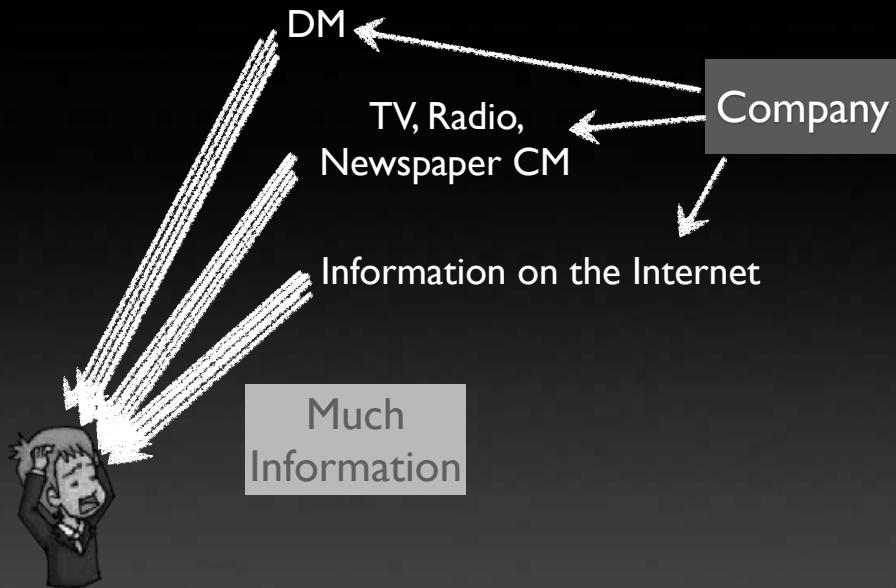 DM
Company
TV, Radio,
Newspaper CM
Information on the Internet
Much
Information